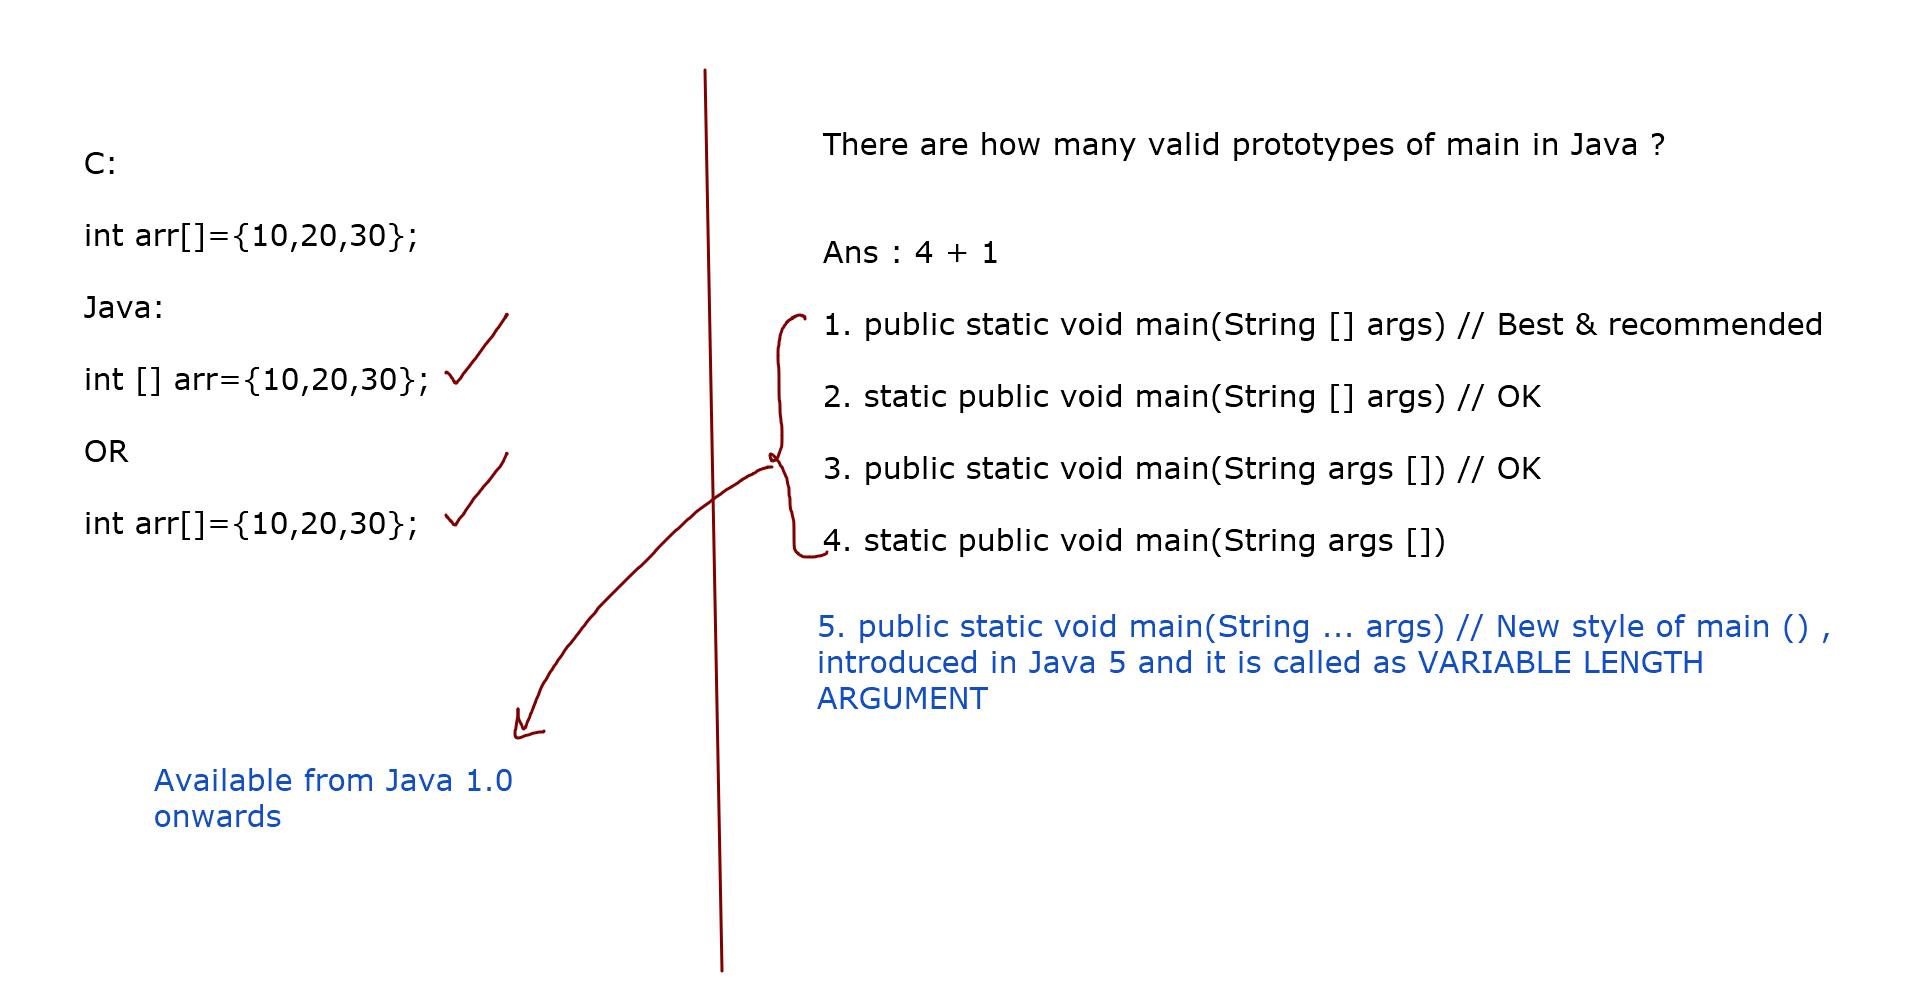 C:
int arr[]={10,20,30};
Java:
int [] arr={10,20,30};
OR
int arr[]={10,20,30};
Available from Java 1.0
onwards
There are how many valid prototypes of main in Java ?
Ans : 4 + 1
1. public static void main(String [] args) // Best & recommended
2. static public void main(String [] args) // OK
3. public static void main(String args []) // OK
4. static public void main(String args [])
5. public static void main(String ... args) // New style of main () ,
introduced in Java 5 and it is called as VARIABLE LENGTH
ARGUMENT